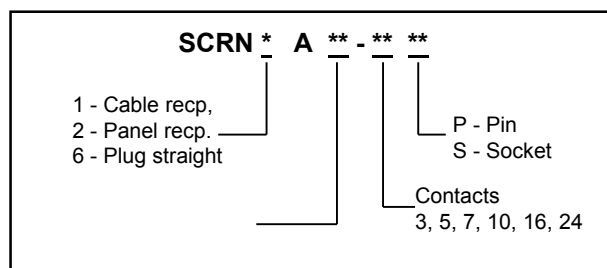 SCRN * A ** - ** **
1 - Cable recp,
2 - Panel recp.
6 - Plug straight
P - Pin
S - Socket
Contacts
3, 5, 7, 10, 16, 24